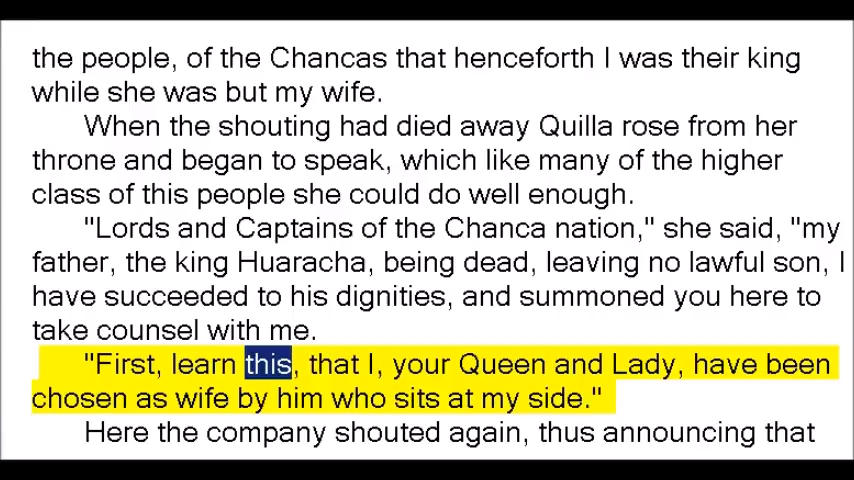 the people, of the Chancas that henceforth I was their king
while she was but my wife.
When the shouting had died away Quilla rose from her
throne and began to speak, which like many of the higher
class of this people she could do well enough.
"Lords and Captains of the Chanca nation," she said, "my
father, the king Huaracha, being dead, leaving no lawful son, I
have succeeded to his dignities, and summoned you here to
take counsel with me.
"First, learn this, that I, your Queen and Lady, have been
chosen as wife by him who sits at my side."
Here the company shouted again, thus announcing that